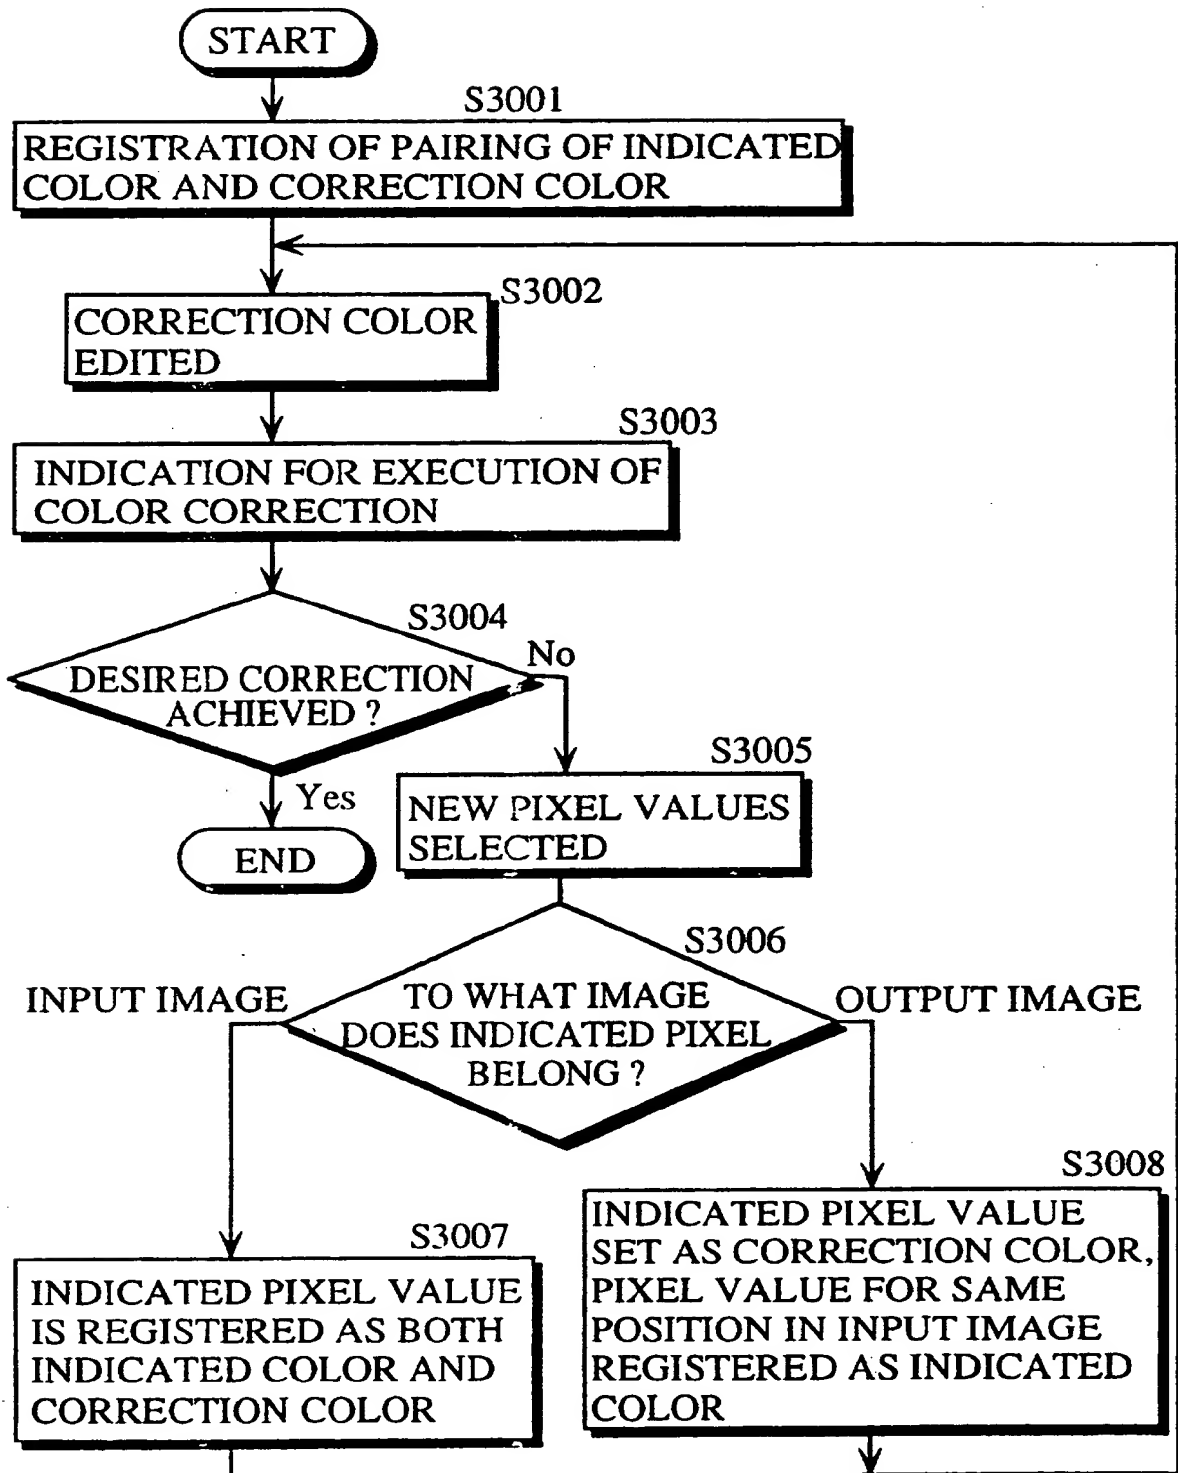 START
S3001
REGISTRATION OF PAIRING OF INDICATED
COLOR AND CORRECTION COLOR
S3002
CORRECTION COLOR
EDITED
S3003
INDICATION FOR EXECUTION OF
COLOR CORRECTION
S3004
No
DESIRED CORRECTION
ACHIEVED ?
Yes
END
S3005
NEW PIXEL VALUES
SELECTED
S3006
INPUT IMAGE
TO WHAT IMAGE
DOES INDICATED PIXEL
BELONG ?
OUTPUT IMAGE
S3007
INDICATED PIXEL VALUE
IS REGISTERED AS BOTH
INDICATED COLOR AND
CORRECTION COLOR
S3008
INDICATED PIXEL VALUE
SET AS CORRECTION COLOR,
PIXEL VALUE FOR SAME
POSITION IN INPUT IMAGE
REGISTERED AS INDICATED
COLOR